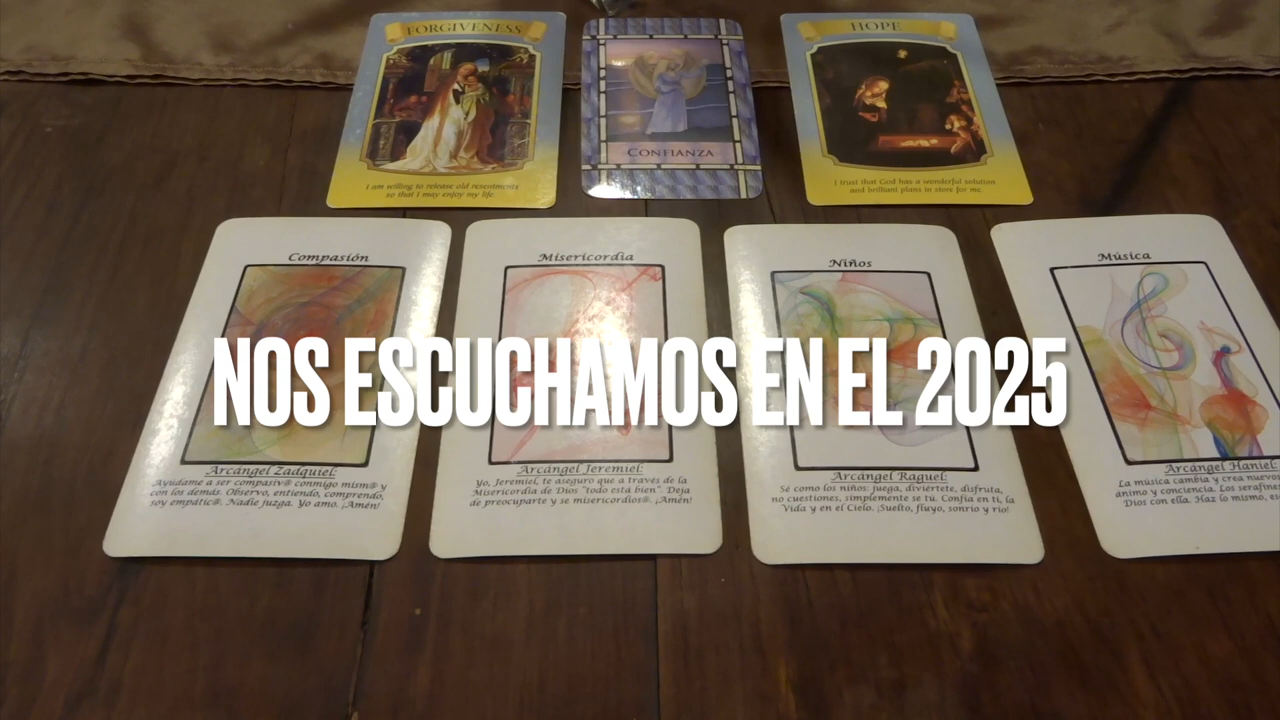 FORGIVENESS
I am willing to release old resentments
so that I may enjoy my life.
CONFIANZA
HOPE
I trust that God has a wonderful solution
and brilliant plans in store for me.
Compasión
Arcángel Zadquiel:
Ayúdame a ser compasiv@ conmigo mism@ y
con los demás. Observo, entiendo, comprendo,
soy empátic@. Nadie juzga. Yo amo. ¡Amén!
Misericordia
Arcángel Jeremiel:
Yo, Jeremiel, te aseguro que a través de la
Misericordia de Dios "todo está bien". Deja
de preocuparte y se misericordios@. ¡Amén!
Niños
Arcángel Raguel:
Sé como los niños: juega, diviértete, disfruta,
no cuestiones, simplemente se tú. Confía en ti, la
Vida y en el Cielo. ¡Suelto, fluyo, sonrío y río!
Música
Arcángel Haniel:
La música cambia y crea nuevos
ánimo y conciencia. Los serafines
Dios con ella. Haz lo mismo, es
NOS ESCUCHAMOS EN EL 2025